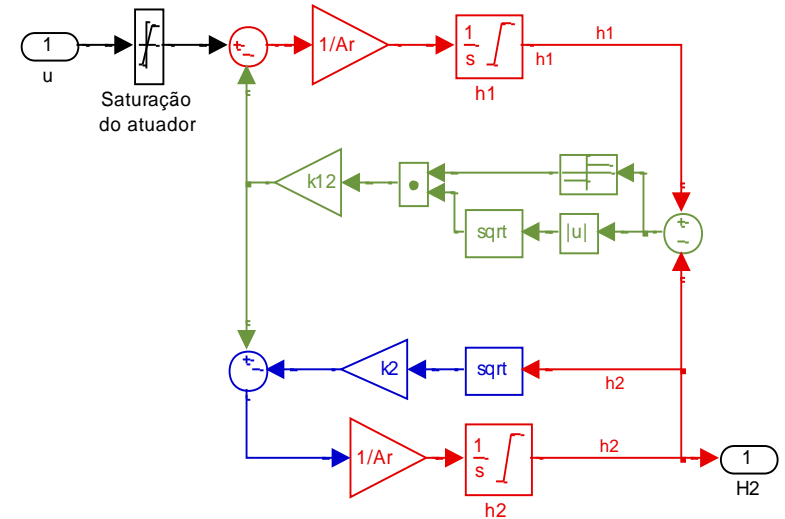 1
u
Saturação
do atuador
1/Ar
1
s
h1
h1
h1
k12
sqrt
|u|
k2
sqrt
h2
1/Ar
1
s
h2
h2
1
H2